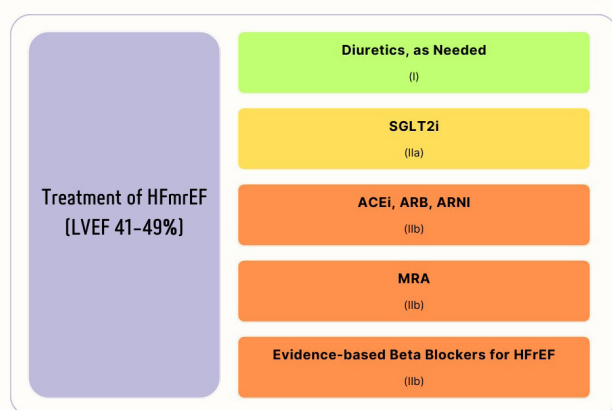 Treatment of HFmrEF
(LVEF 41-49%)
Diuretics, as Needed
(I)
SGLT2i
(IIa)
ACEi, ARB, ARNI
(IIb)
MRA
(IIb)
Evidence-based Beta Blockers for HFrEF
(IIb)